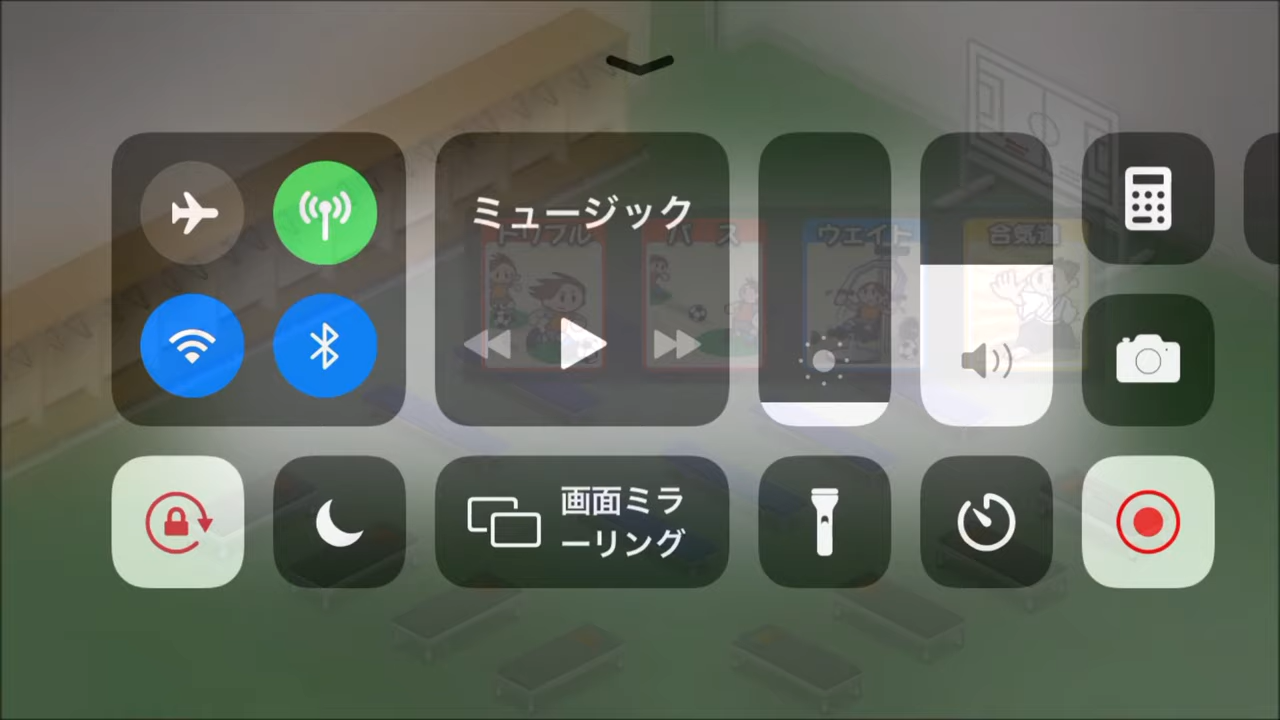 ミュージック
ドリブル
パス
ウエイト
合気道
画面ミラ
ーリング